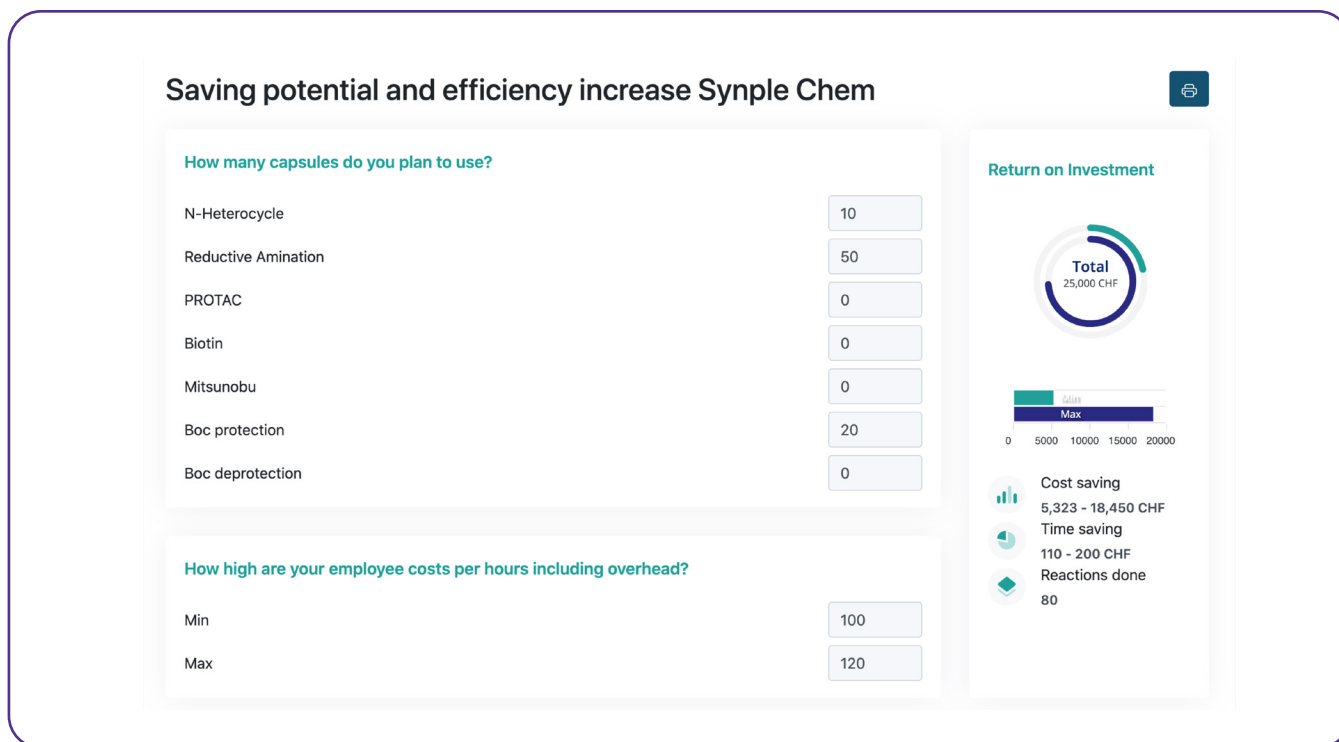 Saving potential and efficiency increase Synple Chem
How many capsules do you plan to use?
N-Heterocycle 10
Reductive Amination 50
PROTAC 0
Biotin 0
Mitsunobu 0
Boc protection 20
Boc deprotection 0
How high are your employee costs per hours including overhead?
Min 100
Max 120
Return on Investment
Total
25,000 CHF
Min
Max
0 5000 10000 15000 20000
Cost saving
5,323 - 18,450 CHF
Time saving
110 - 200 CHF
Reactions done
80